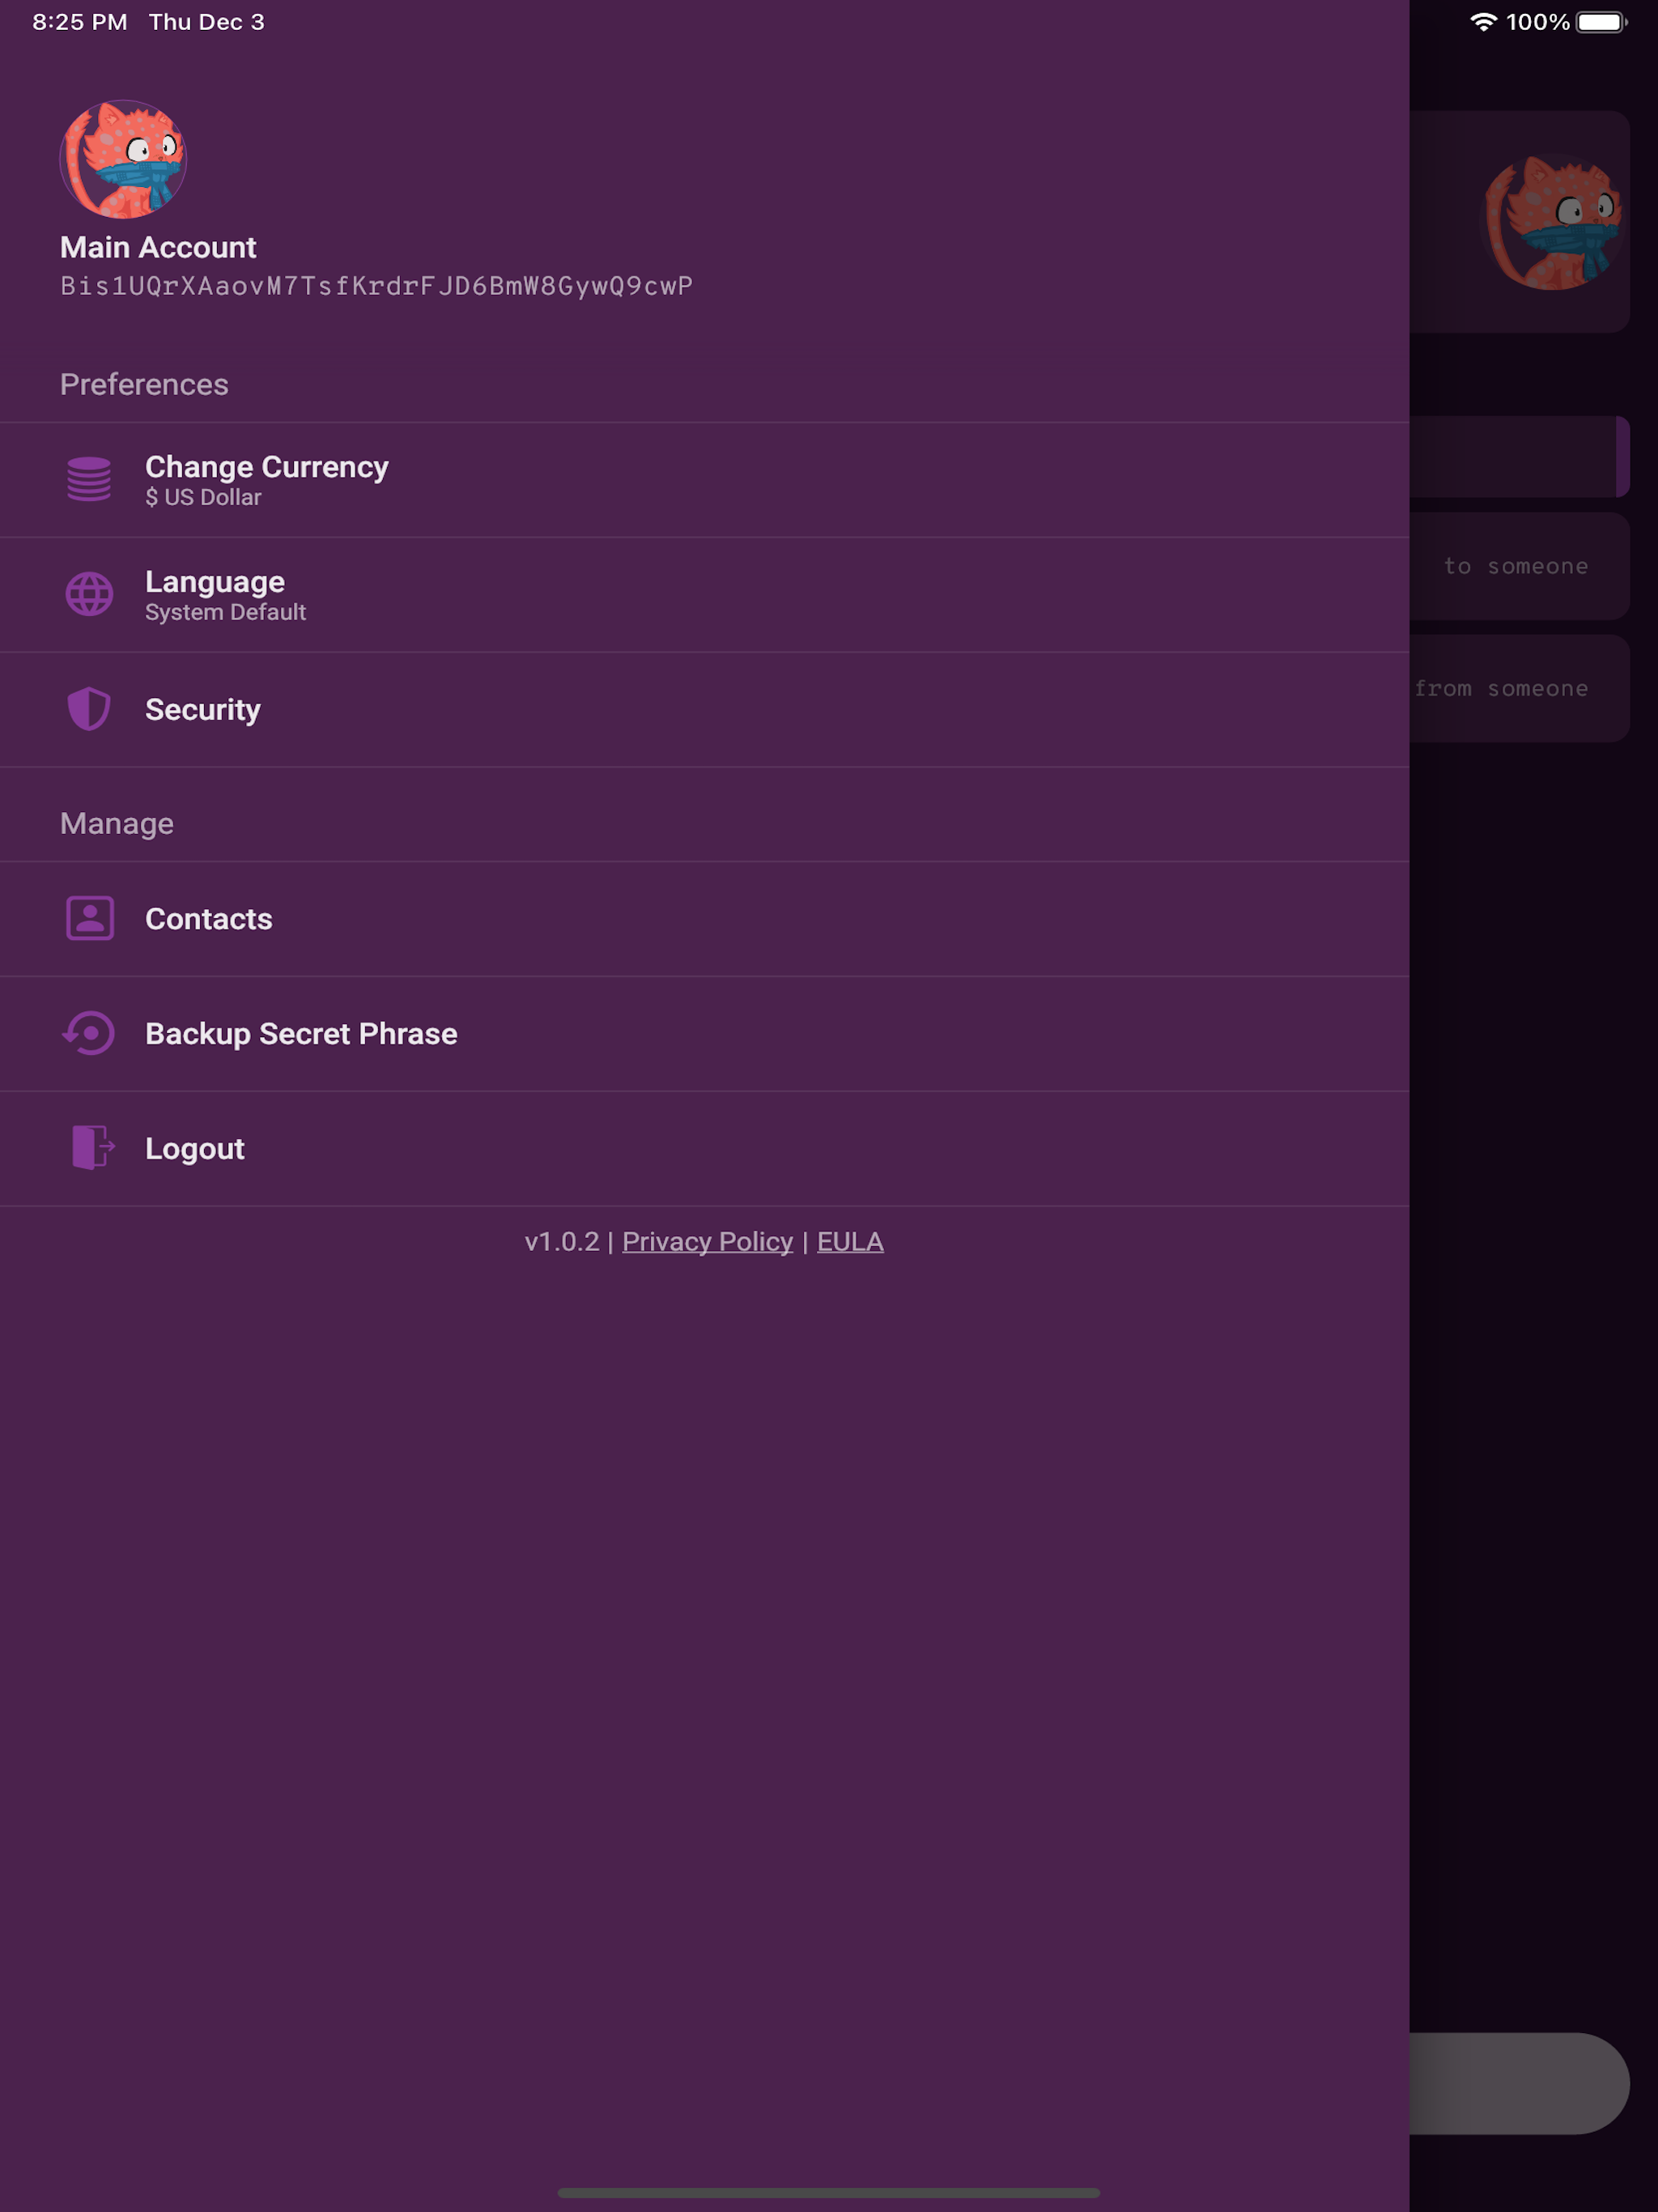 8:25 PM Thu Dec 3
100%
Main Account
Bis1UQrXAaovM7TsfKrdrFJD6BmW8GywQ9cwP
Preferences
Change Currency
$ US Dollar
Language
System Default
to someone
from someone
Security
Manage
Contacts
Backup Secret Phrase
Logout
v1.0.2 | Privacy Policy | EULA